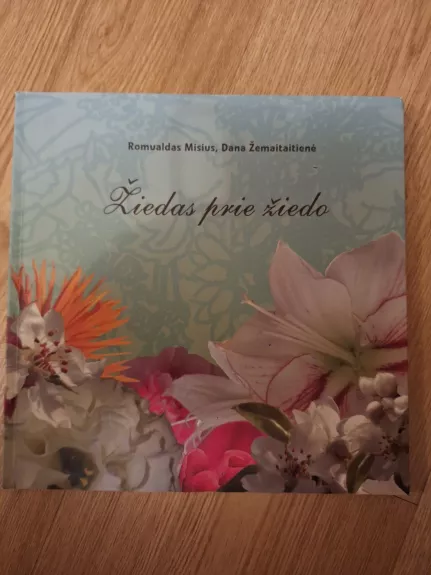 Romualdas Misius, Dana Žemaitaitienė
Žiedas prie žiedo